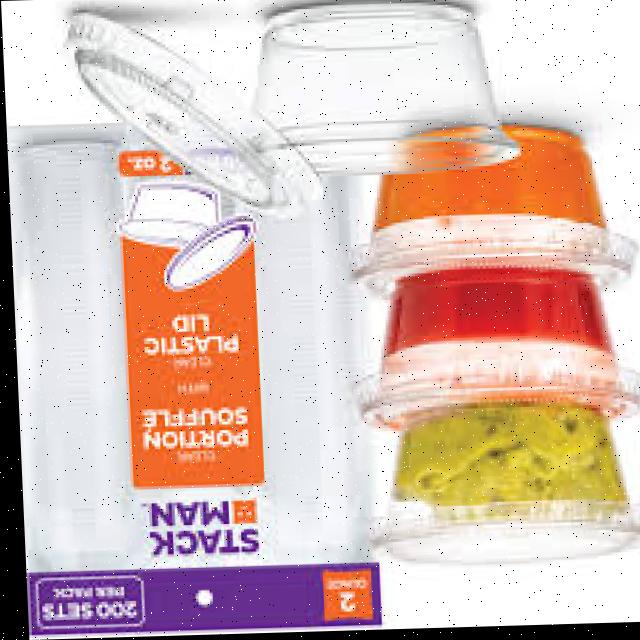 2
OUNCE
200 SETS
PER PACK
STACK
MAN
CLEAR
PORTION
SOUFFLE
WITH
CLEAR
PLASTIC
LID
2 OZ.